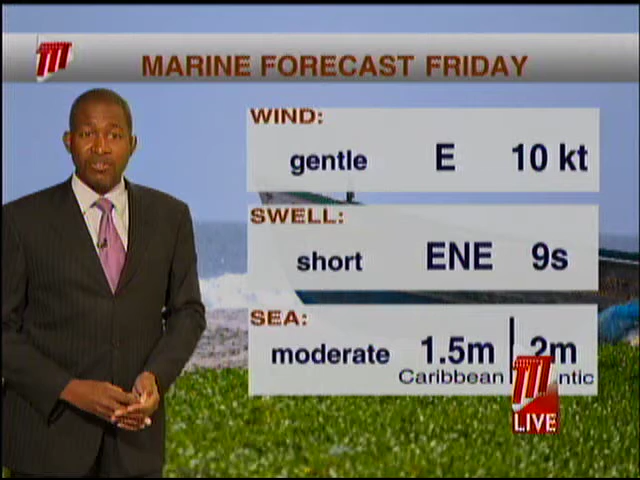 MARINE FORECAST FRIDAY
WIND:
gentle E 10 kt
SWELL:
short ENE 9s
SEA:
moderate 1.5m 2m
Caribbean ntic
LIVE